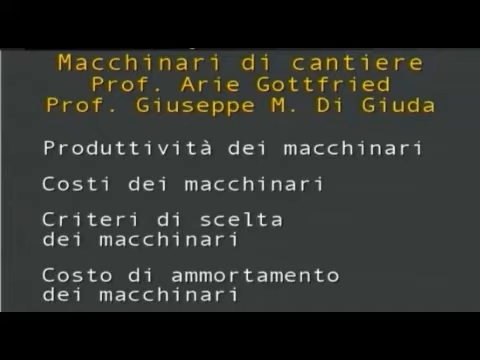 Macchinari di cantiere
Prof. Arie Gottfried
Prof. Giuseppe M. Di Giuda
Produttività dei macchinari
Costi dei macchinari
Criteri di scelta
dei macchinari
Costo di ammortamento
dei macchinari